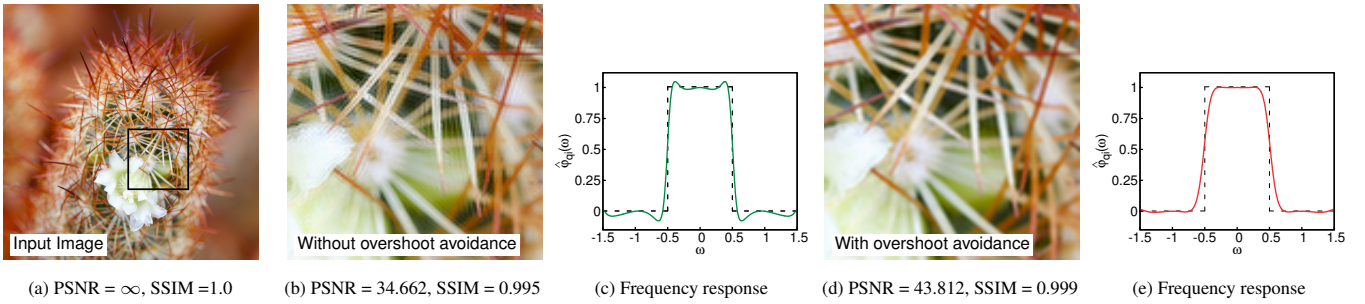 Input Image
Without overshoot avoidance
1
0.75
0.5
0.25
0
φ̂qi(ω)
-1.5 -1 -0.5 0 0.5 1 1.5
ω
With overshoot avoidance
1
0.75
0.5
0.25
0
φ̂qi(ω)
-1.5 -1 -0.5 0 0.5 1 1.5
ω
(a) PSNR = ∞, SSIM =1.0
(b) PSNR = 34.662, SSIM = 0.995
(c) Frequency response
(d) PSNR = 43.812, SSIM = 0.999
(e) Frequency response